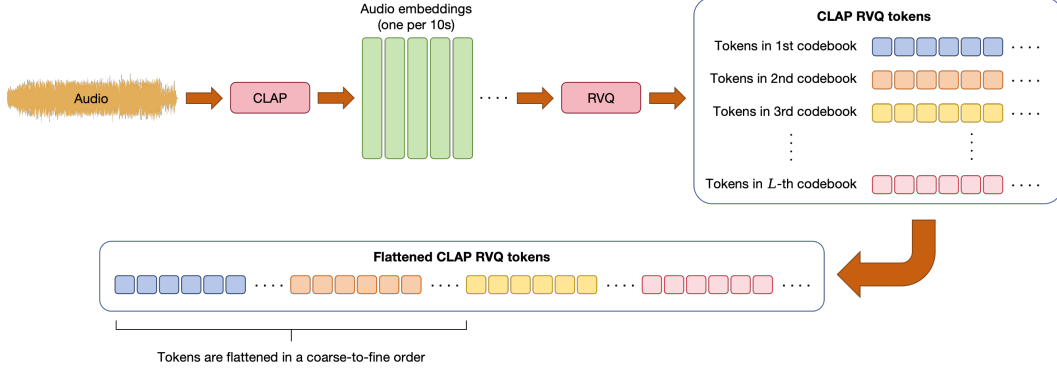 Audio embeddings
(one per 10s)
CLAP RVQ tokens
Tokens in 1st codebook
Tokens in 2nd codebook
Tokens in 3rd codebook
Tokens in L-th codebook
Audio
CLAP
RVQ
Flattened CLAP RVQ tokens
Tokens are flattened in a coarse-to-fine order